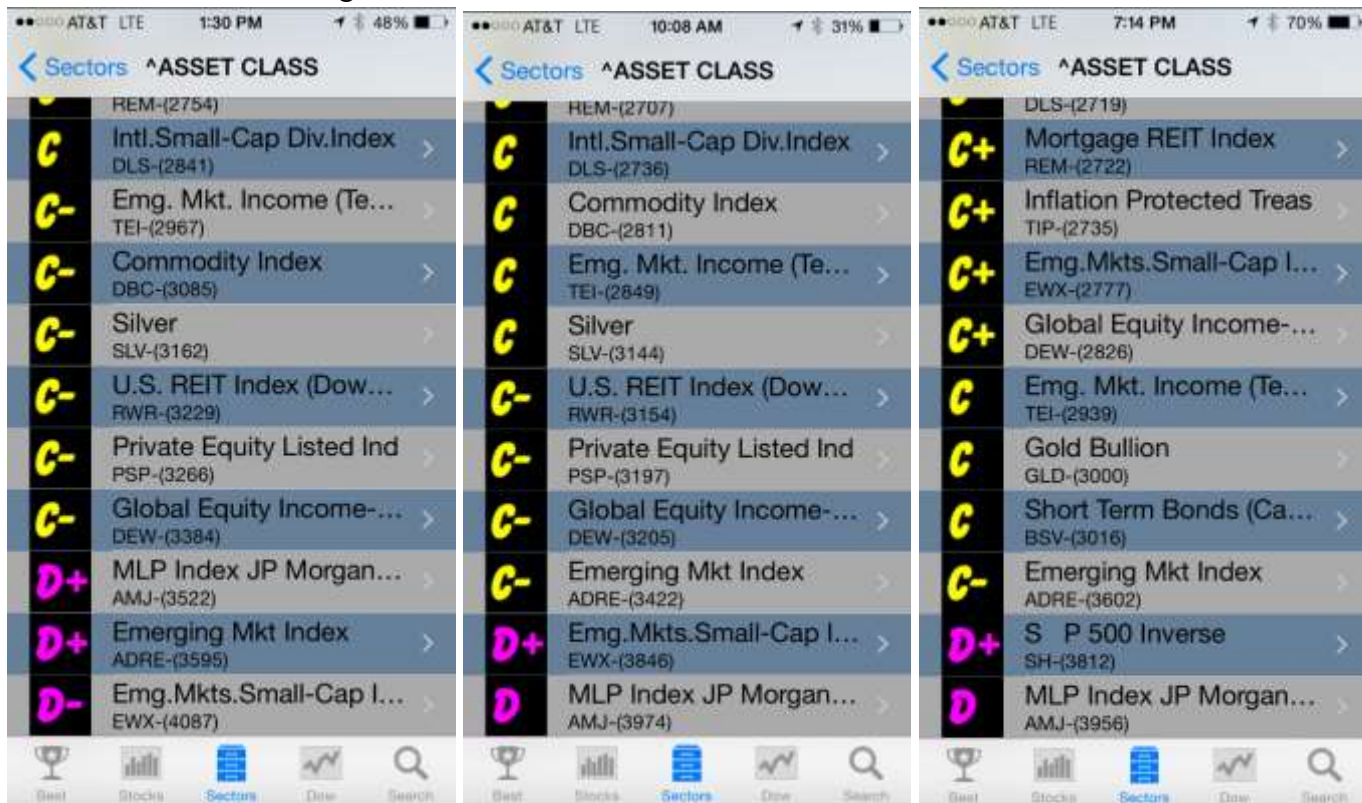 AT&T LTE 1:30 PM 48%
Sectors ^ASSET CLASS
REM-(2754)
C Intl.Small-Cap Div.Index
DLS-(2841)
C- Emg. Mkt. Income (Te...
TEI-(2967)
C- Commodity Index
DBC-(3085)
C- Silver
SLV-(3162)
C- U.S. REIT Index (Dow...
RWR-(3229)
C- Private Equity Listed Ind
PSP-(3266)
C- Global Equity Income-...
DEW-(3384)
D+ MLP Index JP Morgan...
AMJ-(3522)
D+ Emerging Mkt Index
ADRE-(3595)
D- Emg.Mkts.Small-Cap I...
EWX-(4087)
Best Stocks Sectors Dow Search
AT&T LTE 10:08 AM 31%
Sectors ^ASSET CLASS
REM-(2707)
C Intl.Small-Cap Div.Index
DLS-(2736)
C Commodity Index
DBC-(2811)
C Emg. Mkt. Income (Te...
TEI-(2849)
C Silver
SLV-(3144)
C- U.S. REIT Index (Dow...
RWR-(3154)
C- Private Equity Listed Ind
PSP-(3197)
C- Global Equity Income-...
DEW-(3205)
C- Emerging Mkt Index
ADRE-(3422)
D+ Emg.Mkts.Small-Cap I...
EWX-(3846)
D MLP Index JP Morgan...
AMJ-(3974)
Best Stocks Sectors Dow Search
AT&T LTE 7:14 PM 70%
Sectors ^ASSET CLASS
DLS-(2719)
C+ Mortgage REIT Index
REM-(2722)
C+ Inflation Protected Treas
TIP-(2735)
C+ Emg.Mkts.Small-Cap I...
EWX-(2777)
C+ Global Equity Income-...
DEW-(2826)
C Emg. Mkt. Income (Te...
TEI-(2939)
C Gold Bullion
GLD-(3000)
C Short Term Bonds (Ca...
BSV-(3016)
C- Emerging Mkt Index
ADRE-(3602)
D+ S P 500 Inverse
SH-(3812)
D MLP Index JP Morgan...
AMJ-(3956)
Best Stocks Sectors Dow Search